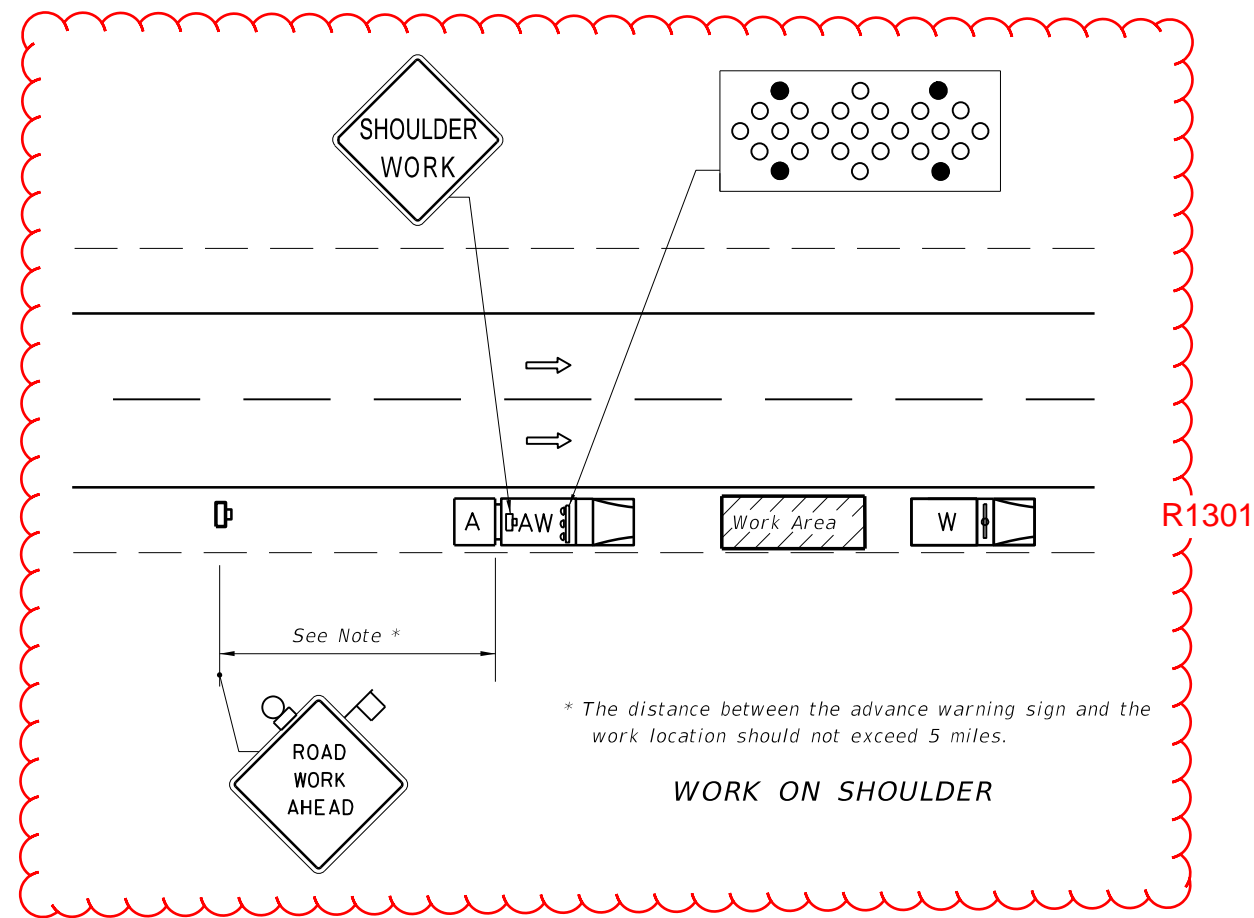 SHOULDER
WORK
A
AW
Work Area
W
R1301
See Note *
ROAD
WORK
AHEAD
* The distance between the advance warning sign and the
work location should not exceed 5 miles.
WORK ON SHOULDER